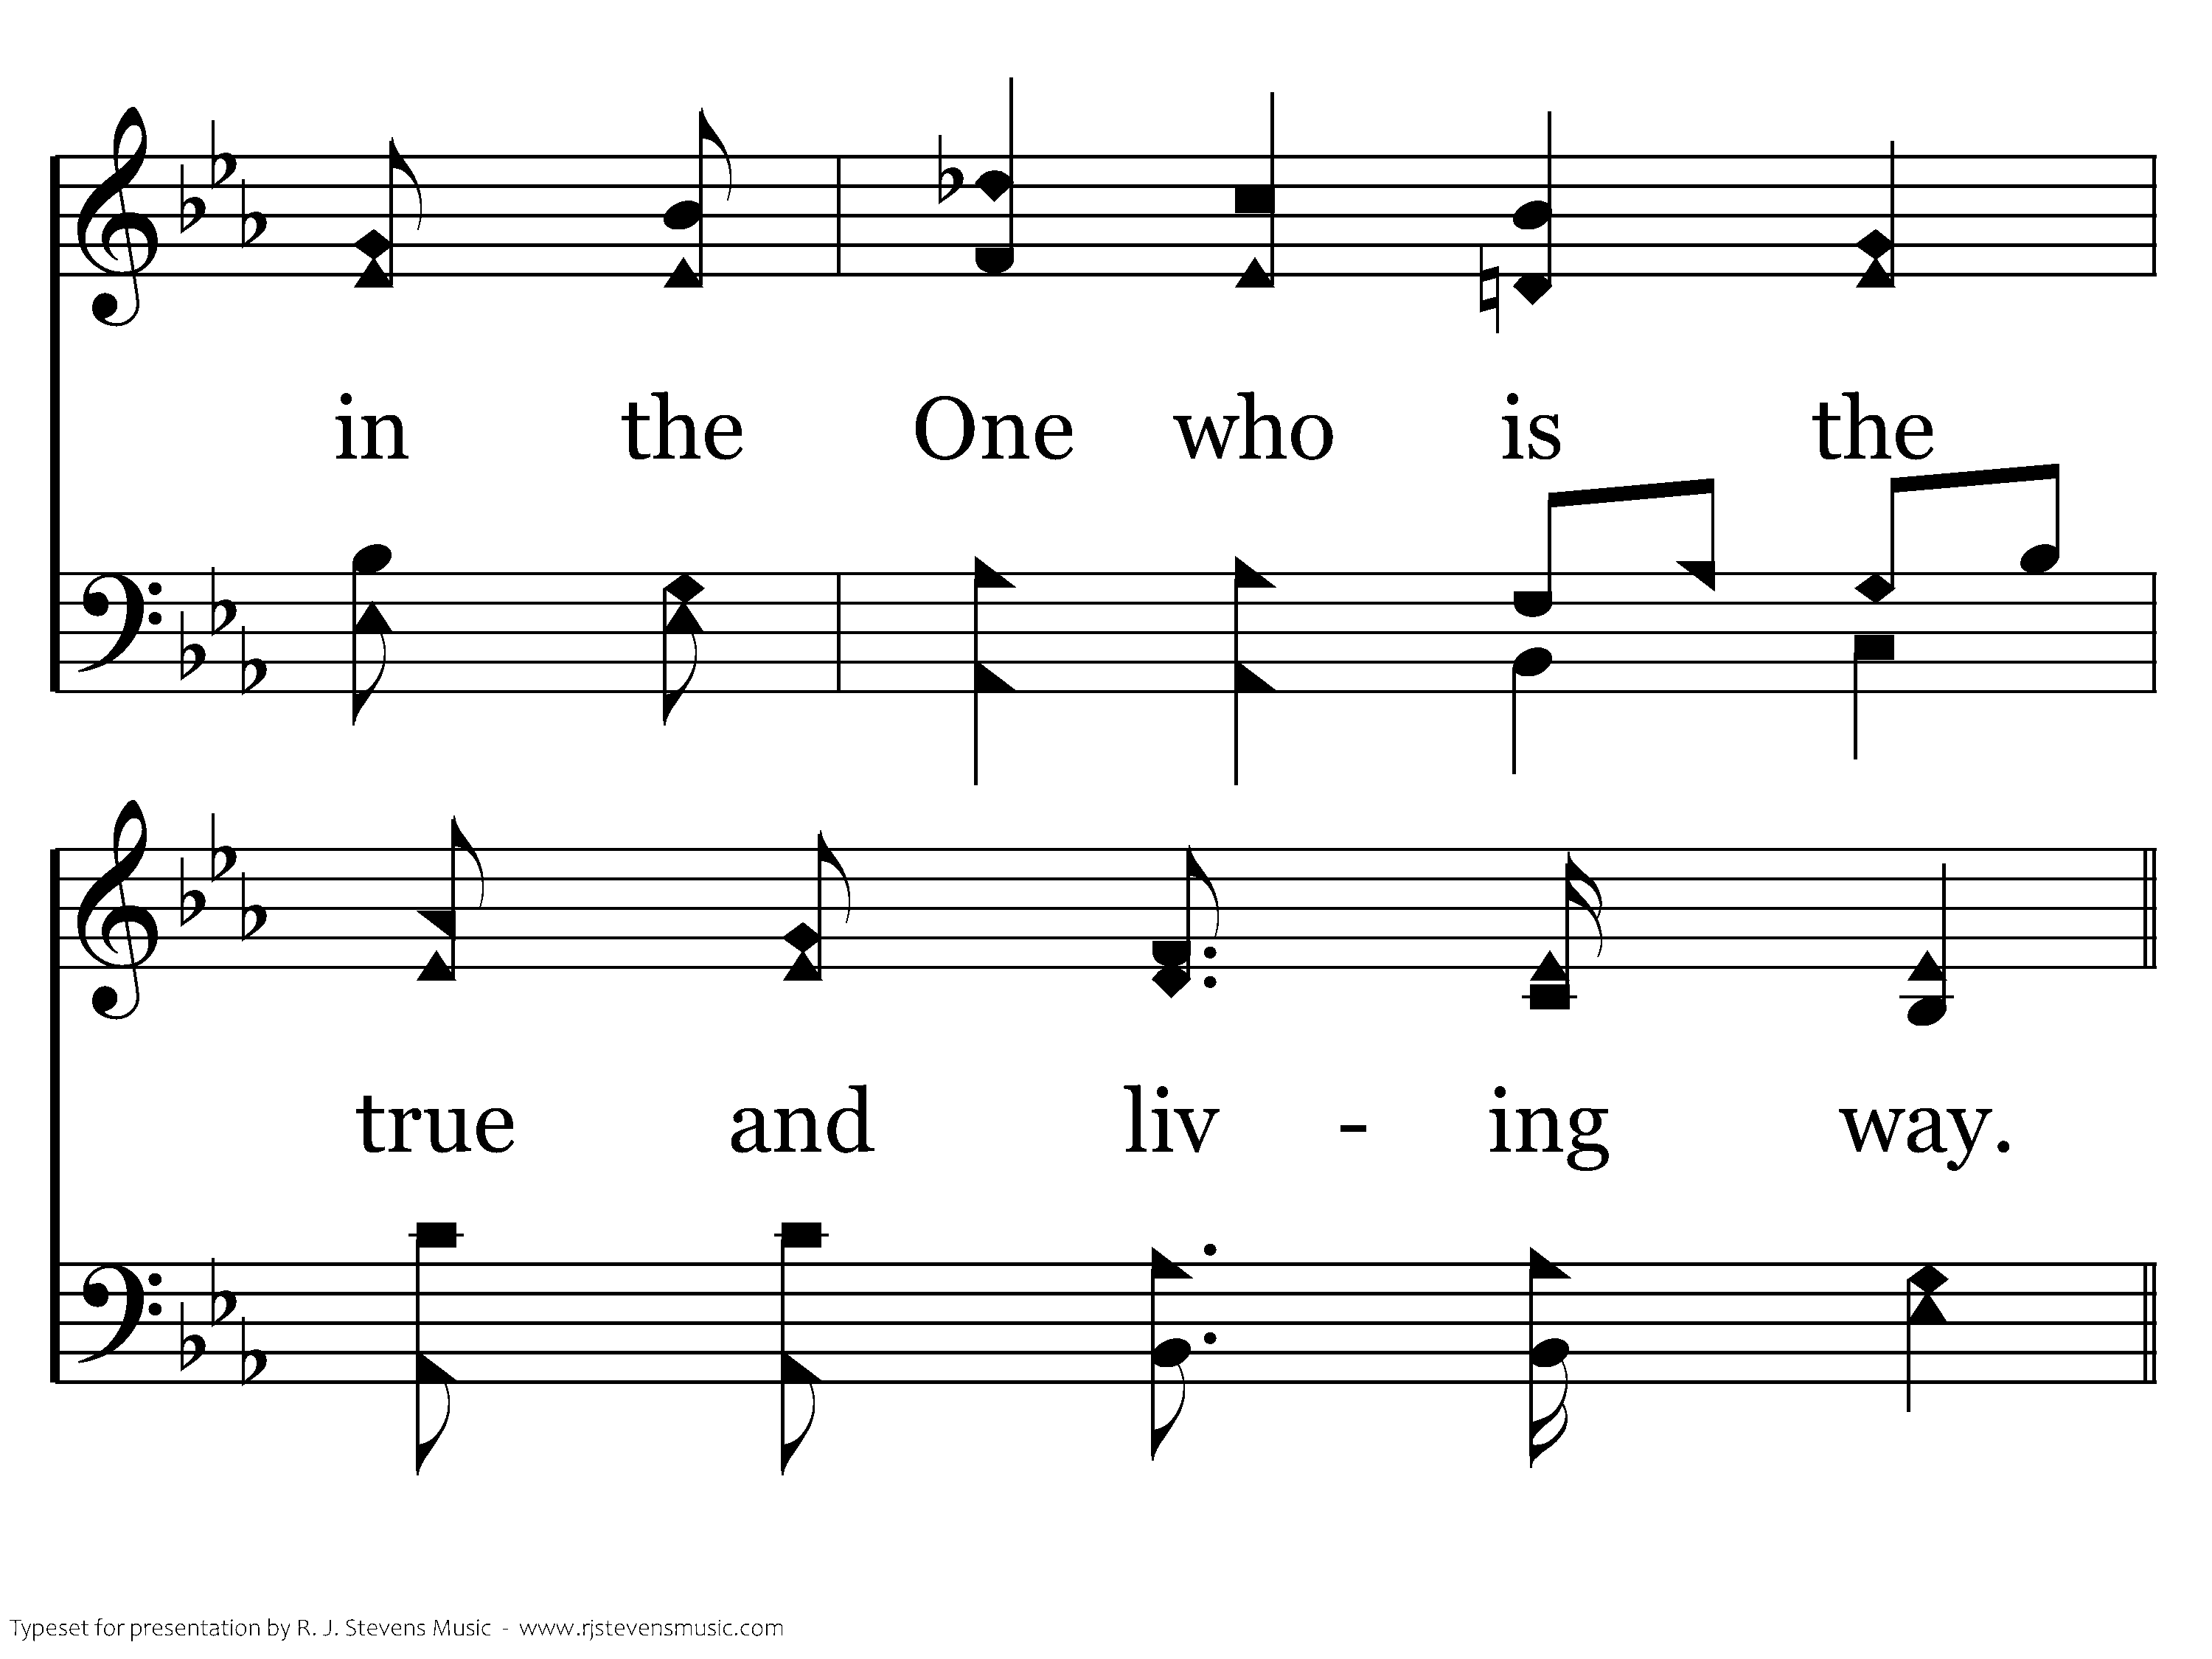 in the One who is the
true and liv - ing way.
Typeset for presentation by R. J. Stevens Music - www.rjstevensmusic.com